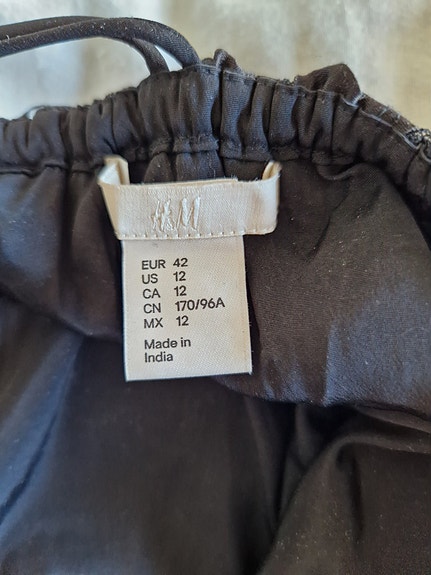 H&M
EUR 42
US 12
CA 12
CN 170/96A
MX 12
Made in
India